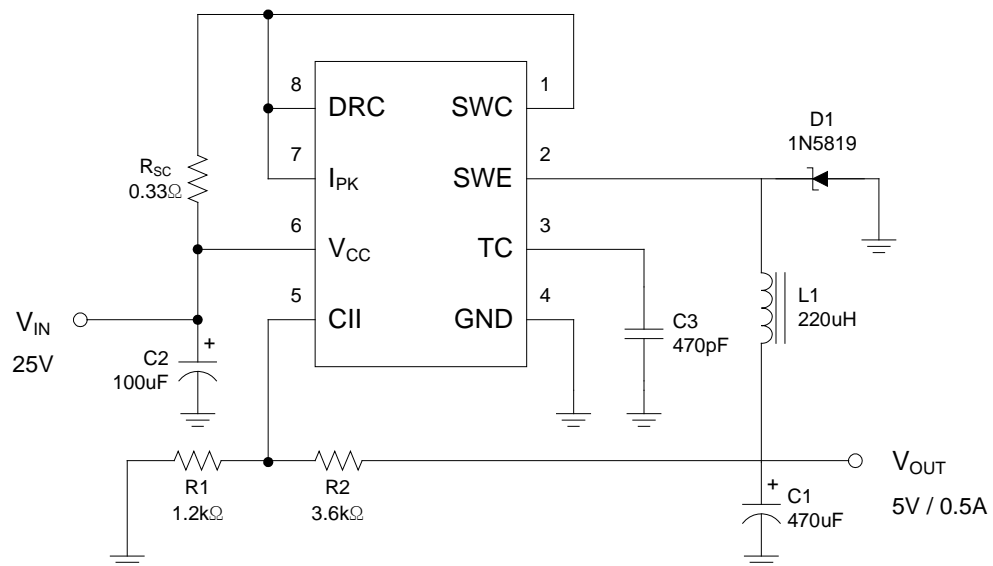 8
DRC
SWC
1
D1
1N5819
R_SC
0.33Ω
7
I_PK
SWE
2
6
V_CC
TC
3
5
CII
GND
4
L1
220uH
V_IN
25V
C2
100uF
+
C3
470pF
R1
1.2kΩ
R2
3.6kΩ
+
C1
470uF
V_OUT
5V / 0.5A